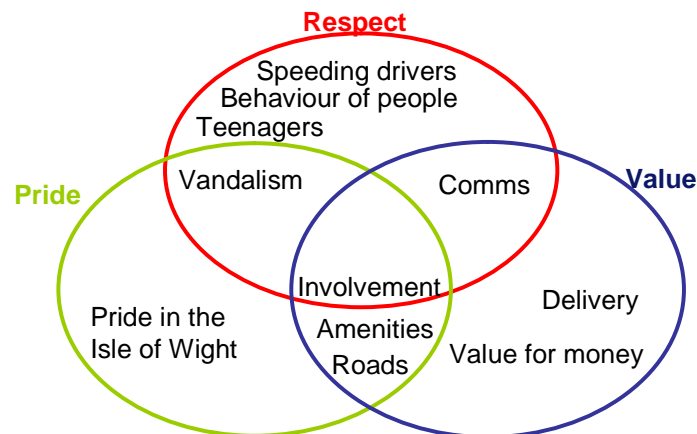 Respect
Speeding drivers
Behaviour of people
Teenagers
Vandalism
Comms
Pride
Value
Involvement
Delivery
Pride in the
Isle of Wight
Amenities
Roads
Value for money